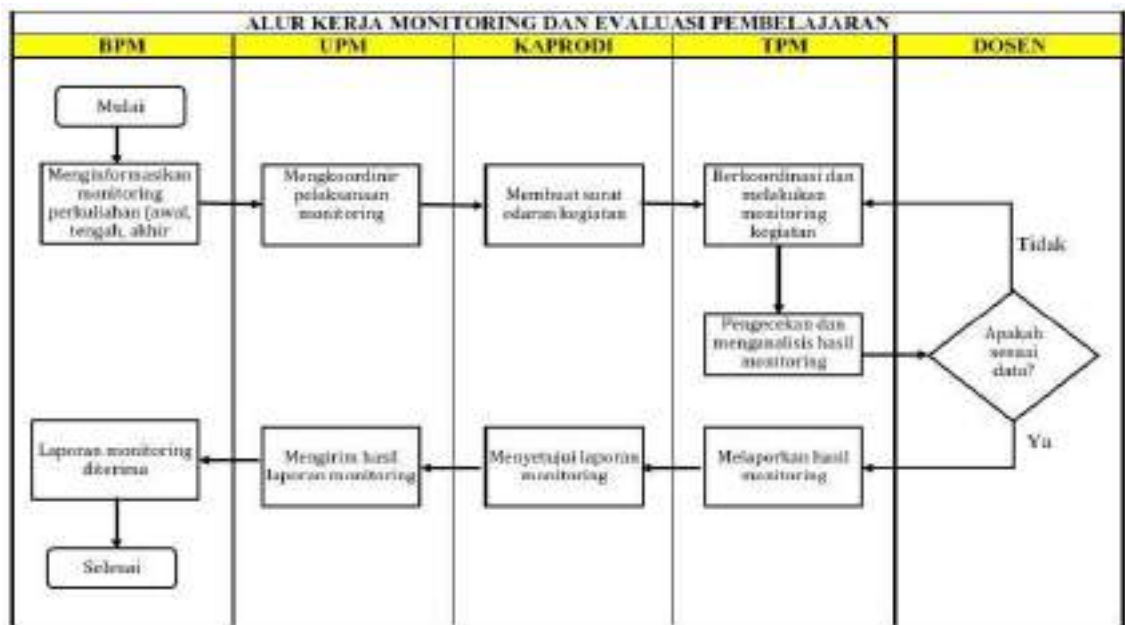 ALUR KERJA MONITORING DAN EVALUASI PEMBELAJARAN
BPM
UPM
KAPRODI
TPM
DOSEN
Mulai
Menginformasikan
monitoring
perkuliahan (awal,
tengah, akhir
Mengkoordinir
pelaksanaan
monitoring
Membuat surat
edaran kegiatan
Berkoordinasi dan
melakukan
monitoring
kegiatan
Tidak
Pengecekan dan
menganalisis hasil
monitoring
Apakah
sesuai
data?
Ya
Laporan monitoring
diterima
Mengirim hasil
laporan monitoring
Menyetujui laporan
monitoring
Melaporkan hasil
monitoring
Selesai